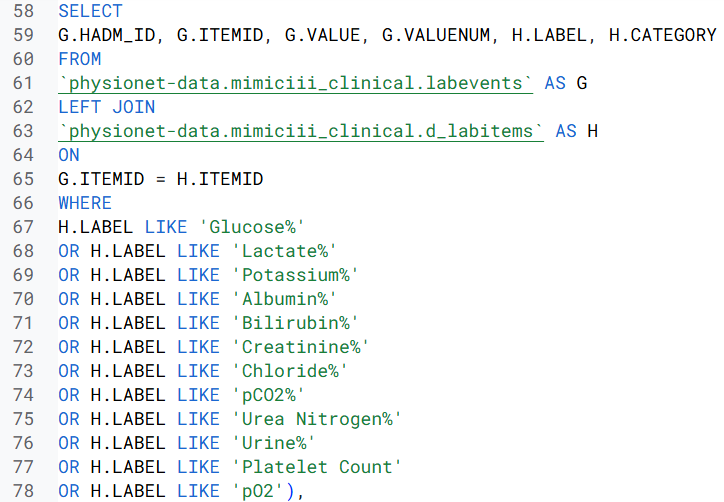 58 SELECT
59 G.HADM_ID, G.ITEMID, G.VALUE, G.VALUENUM, H.LABEL, H.CATEGORY
60 FROM
61 `physionet-data.mimiciii_clinical.labevents` AS G
62 LEFT JOIN
63 `physionet-data.mimiciii_clinical.d_labitems` AS H
64 ON
65 G.ITEMID = H.ITEMID
66 WHERE
67 H.LABEL LIKE 'Glucose%'
68 OR H.LABEL LIKE 'Lactate%'
69 OR H.LABEL LIKE 'Potassium%'
70 OR H.LABEL LIKE 'Albumin%'
71 OR H.LABEL LIKE 'Bilirubin%'
72 OR H.LABEL LIKE 'Creatinine%'
73 OR H.LABEL LIKE 'Chloride%'
74 OR H.LABEL LIKE 'pCO2%'
75 OR H.LABEL LIKE 'Urea Nitrogen%'
76 OR H.LABEL LIKE 'Urine%'
77 OR H.LABEL LIKE 'Platelet Count'
78 OR H.LABEL LIKE 'pO2'),